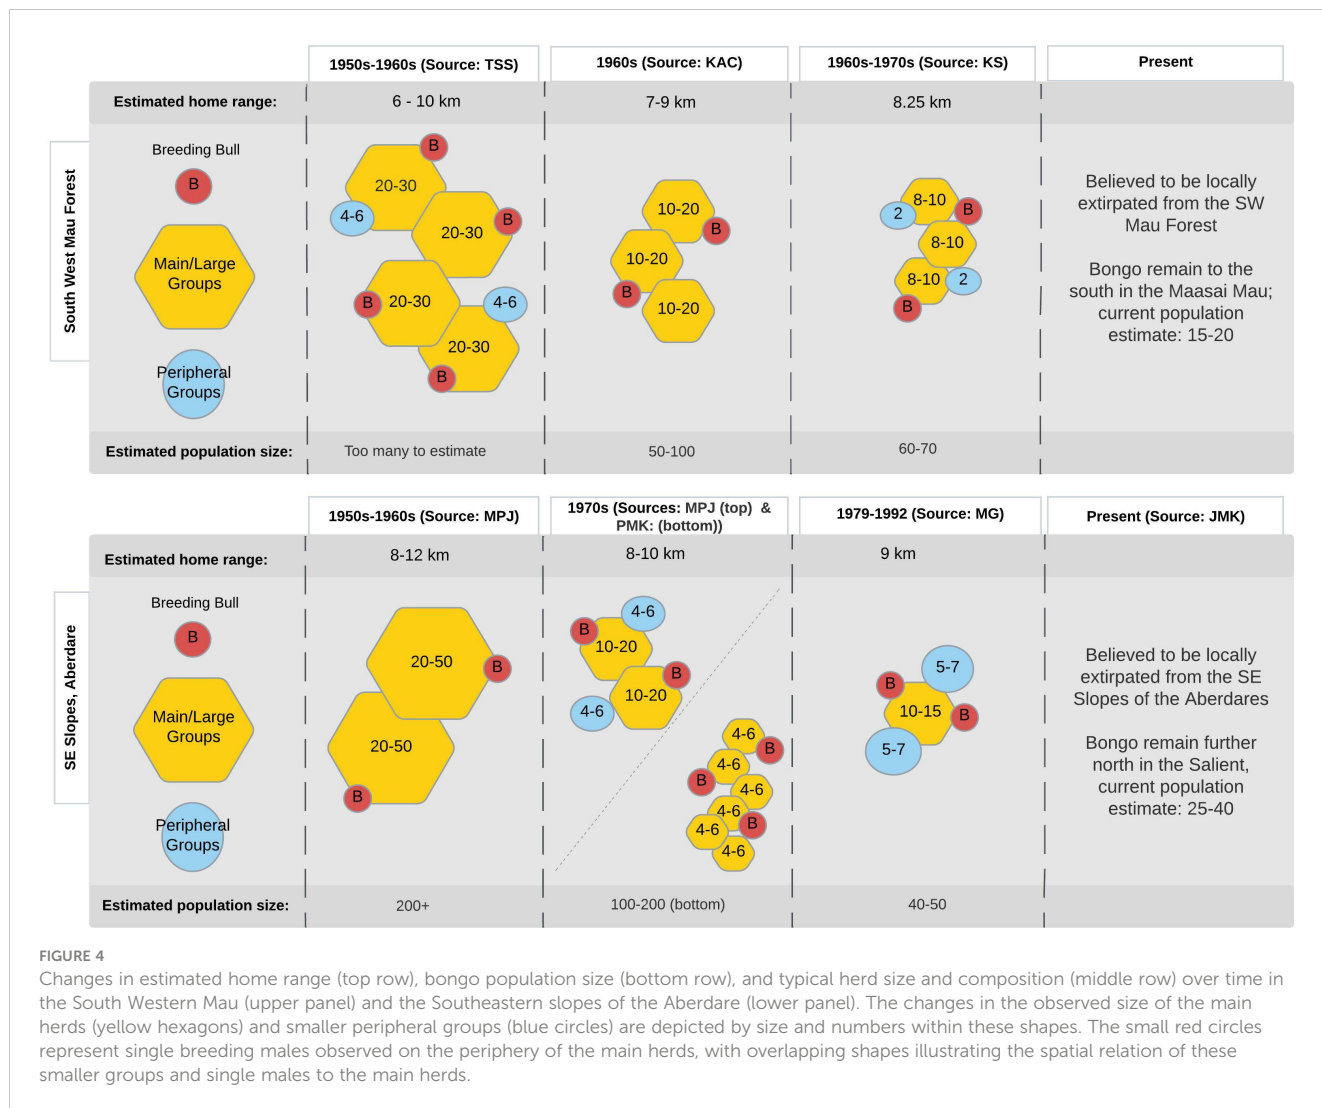 1950s-1960s (Source: TSS)
1960s (Source: KAC)
1960s-1970s (Source: KS)
Present
Estimated home range:
6 - 10 km
7-9 km
8.25 km
South West Mau Forest
Breeding Bull
B
Main/Large
Groups
Peripheral
Groups
B
20-30
4-6
B
20-30
B
20-30
4-6
20-30
B
10-20
B
10-20
B
10-20
8-10
B
2
8-10
8-10
2
B
Believed to be locally
extirpated from the SW
Mau Forest
Bongo remain to the
south in the Maasai Mau;
current population
estimate: 15-20
Estimated population size:
Too many to estimate
50-100
60-70
1950s-1960s (Source: MPJ)
1970s (Sources: MPJ (top) &
PMK: (bottom))
1979-1992 (Source: MG)
Present (Source: JMK)
Estimated home range:
8-12 km
8-10 km
9 km
SE Slopes, Aberdare
Breeding Bull
B
Main/Large
Groups
Peripheral
Groups
20-50
B
20-50
B
4-6
B
10-20
B
10-20
4-6
4-6
B
4-6
B
4-6
4-6
B
4-6
4-6
5-7
B
10-15
B
5-7
Believed to be locally
extirpated from the SE
Slopes of the Aberdares
Bongo remain further
north in the Salient,
current population
estimate: 25-40
Estimated population size:
200+
100-200 (bottom)
40-50
FIGURE 4
Changes in estimated home range (top row), bongo population size (bottom row), and typical herd size and composition (middle row) over time in
the South Western Mau (upper panel) and the Southeastern slopes of the Aberdare (lower panel). The changes in the observed size of the main
herds (yellow hexagons) and smaller peripheral groups (blue circles) are depicted by size and numbers within these shapes. The small red circles
represent single breeding males observed on the periphery of the main herds, with overlapping shapes illustrating the spatial relation of these
smaller groups and single males to the main herds.